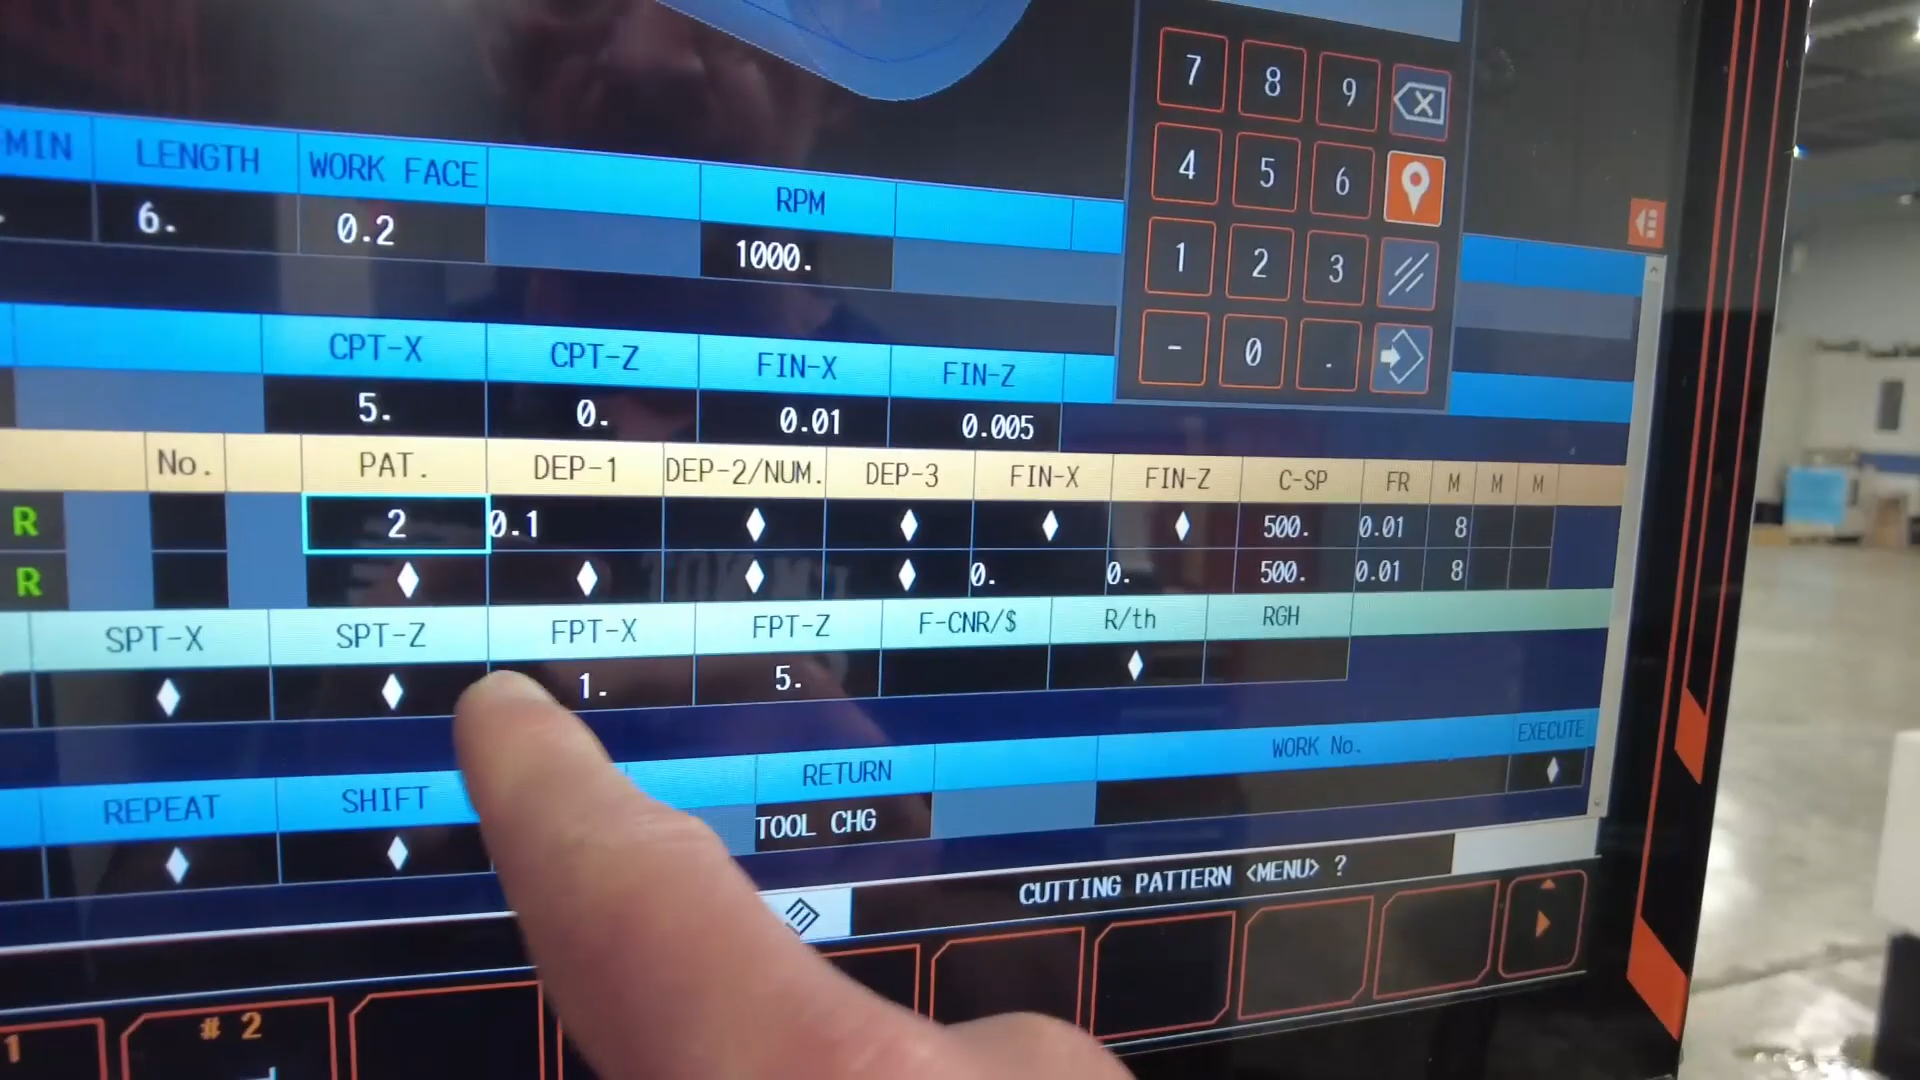 7 8 9
4 5 6
1 2 3
- 0 .
MIN LENGTH WORK FACE RPM
6. 0.2 1000.
CPT-X CPT-Z FIN-X FIN-Z
5. 0. 0.01 0.005
No. PAT. DEP-1 DEP-2/NUM. DEP-3 FIN-X FIN-Z C-SP FR M M M
R 2 0.1 ♦ ♦ ♦ ♦ 500. 0.01 8
R ♦ ♦ ♦ ♦ 0. 0. 500. 0.01 8
SPT-X SPT-Z FPT-X FPT-Z F-CNR/$ R/th RGH
♦ ♦ 1. 5. ♦
REPEAT SHIFT RETURN WORK No. EXECUTE
♦ ♦ TOOL CHG ♦
CUTTING PATTERN <MENU> ?
1 # 2